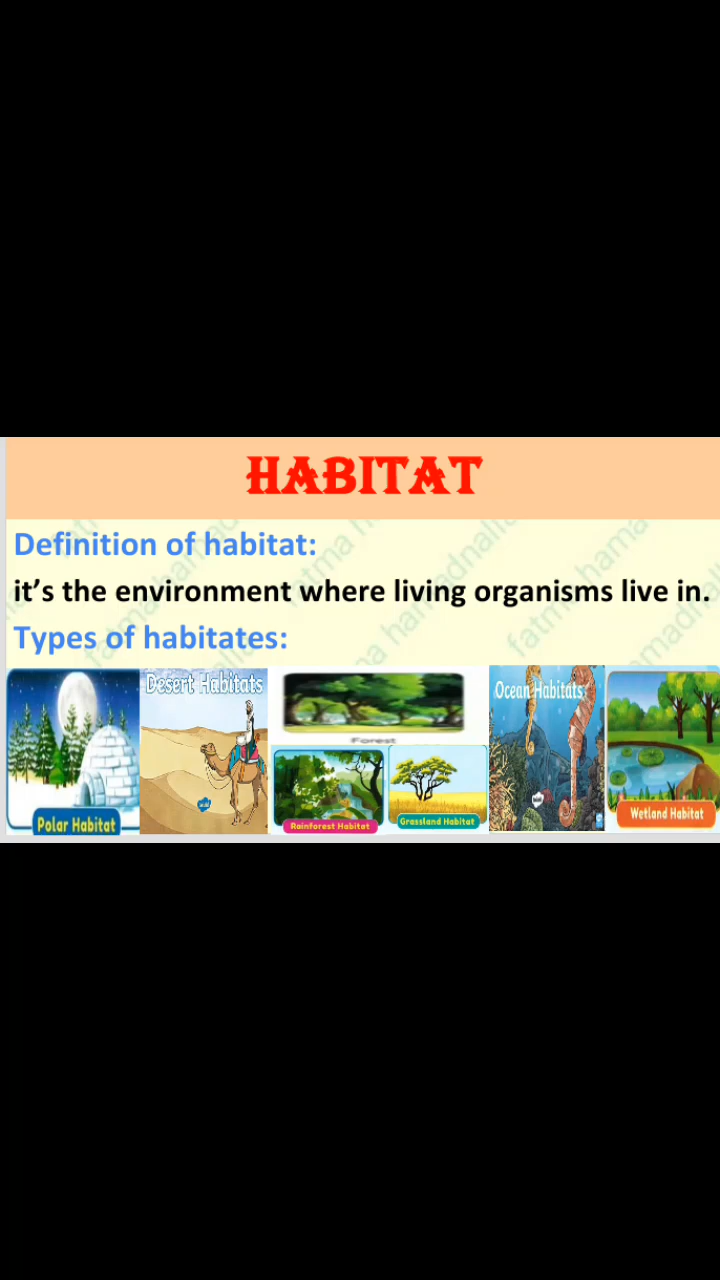 HABITAT
Definition of habitat:
it's the environment where living organisms live in.
Types of habitates:
Polar Habitat
Desert Habitats
Forest
Rainforest Habitat
Grassland Habitat
Ocean Habitats
Wetland Habitat